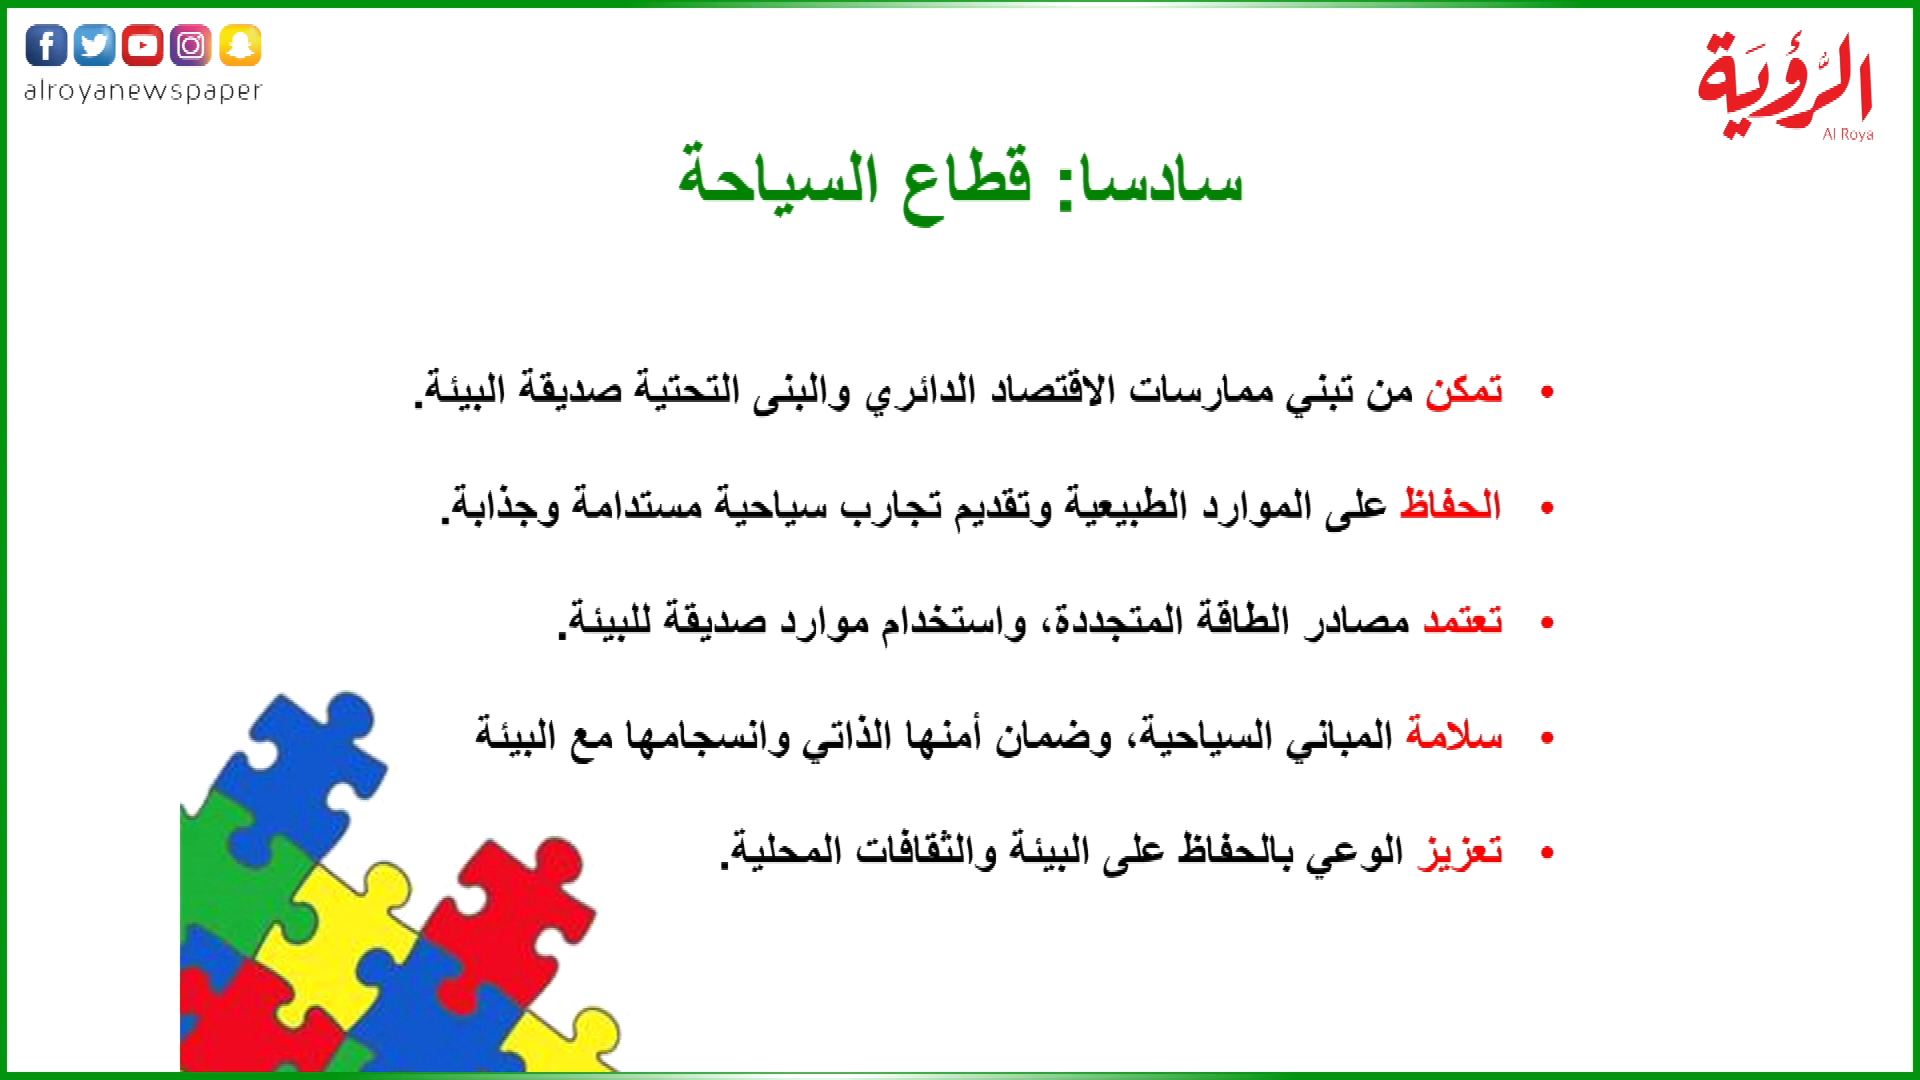 alroyanewspaper
الرؤية
Al Roya
سادسا: قطاع السياحة
• تمكن من تبني ممارسات الاقتصاد الدائري والبنى التحتية صديقة البيئة.
• الحفاظ على الموارد الطبيعية وتقديم تجارب سياحية مستدامة وجذابة.
• تعتمد مصادر الطاقة المتجددة، واستخدام موارد صديقة للبيئة.
• سلامة المباني السياحية، وضمان أمنها الذاتي وانسجامها مع البيئة
• تعزيز الوعي بالحفاظ على البيئة والثقافات المحلية.